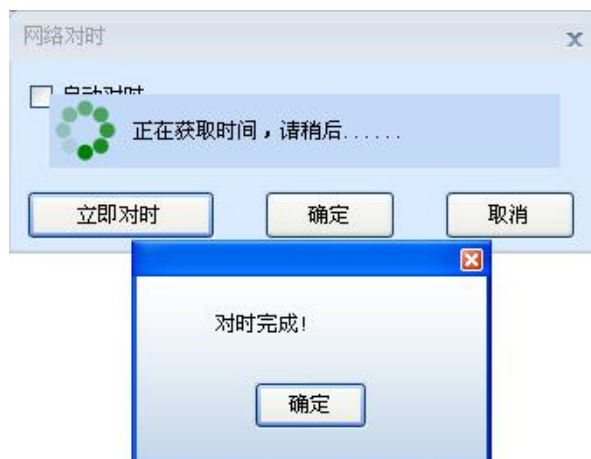 网络对时
正在获取时间，请稍后......
立即对时
确定
取消
对时完成!
确定